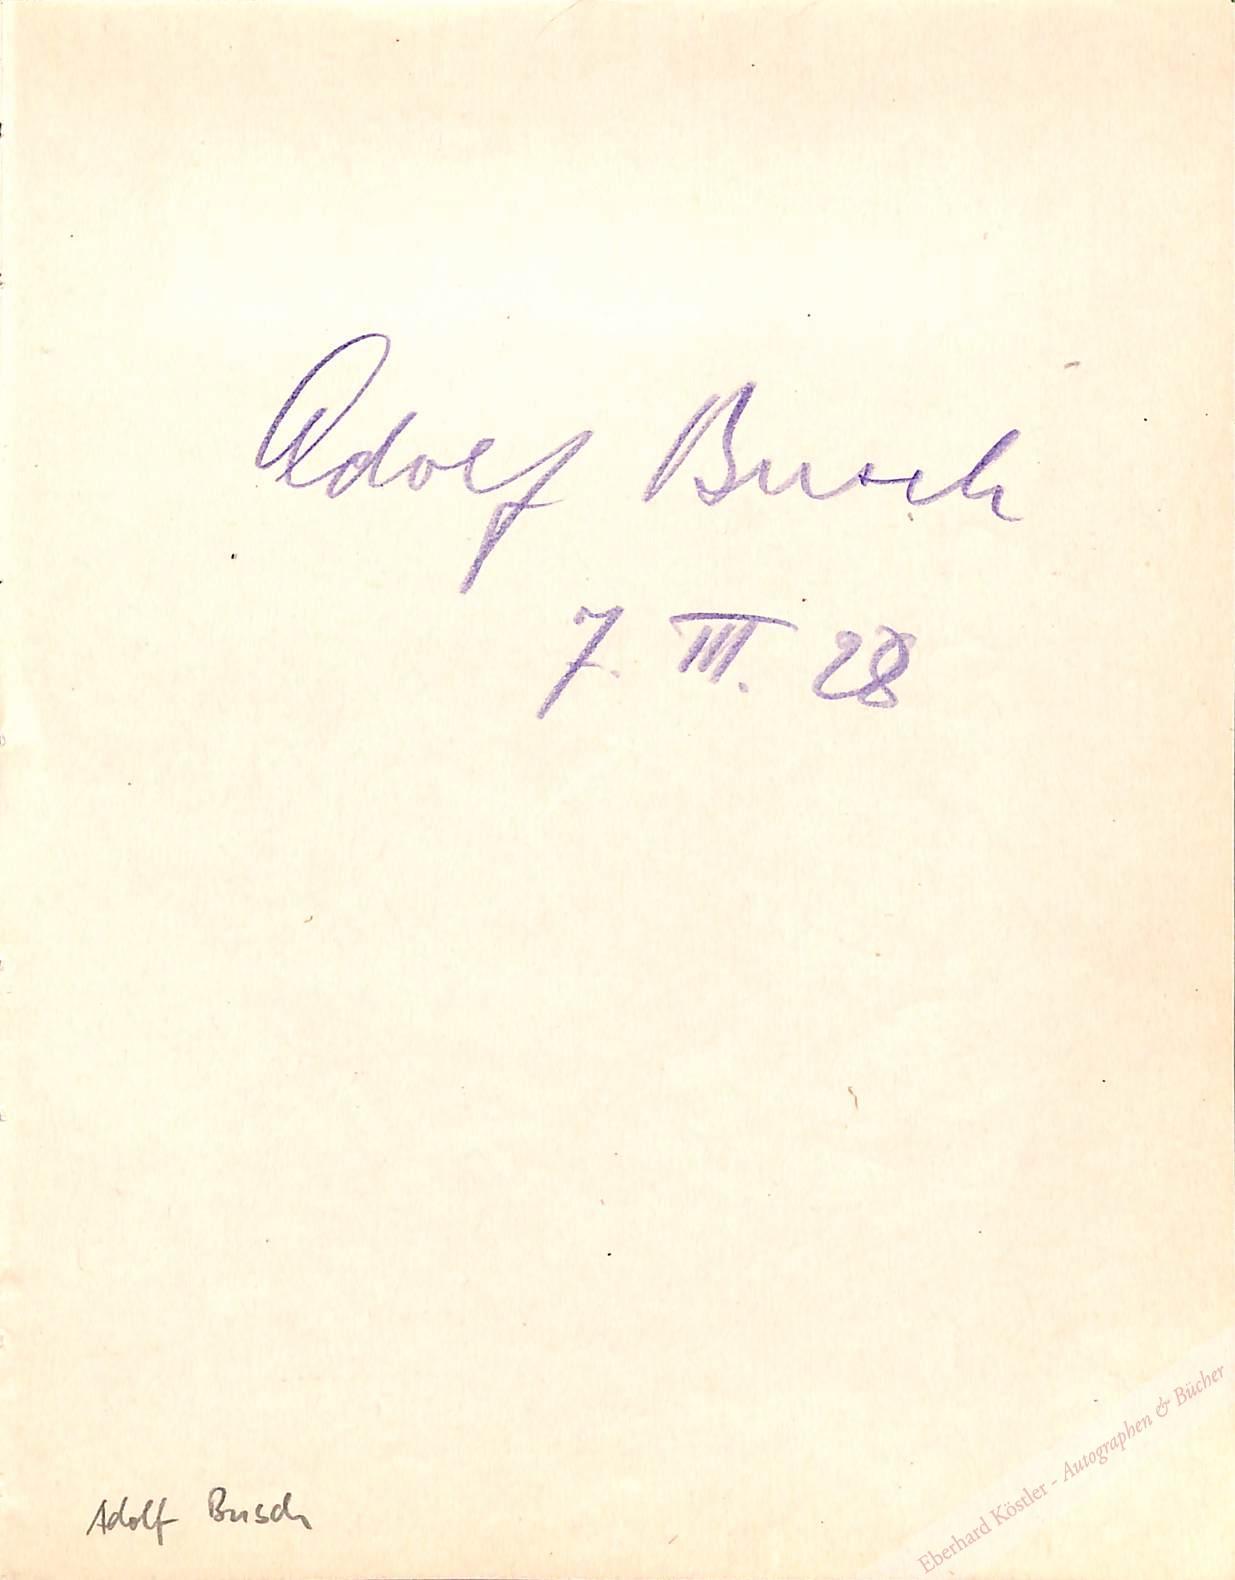 Adolf Busch
7. III. 28
Adolf Busch
Eberhard Köstler - Autographen & Bücher